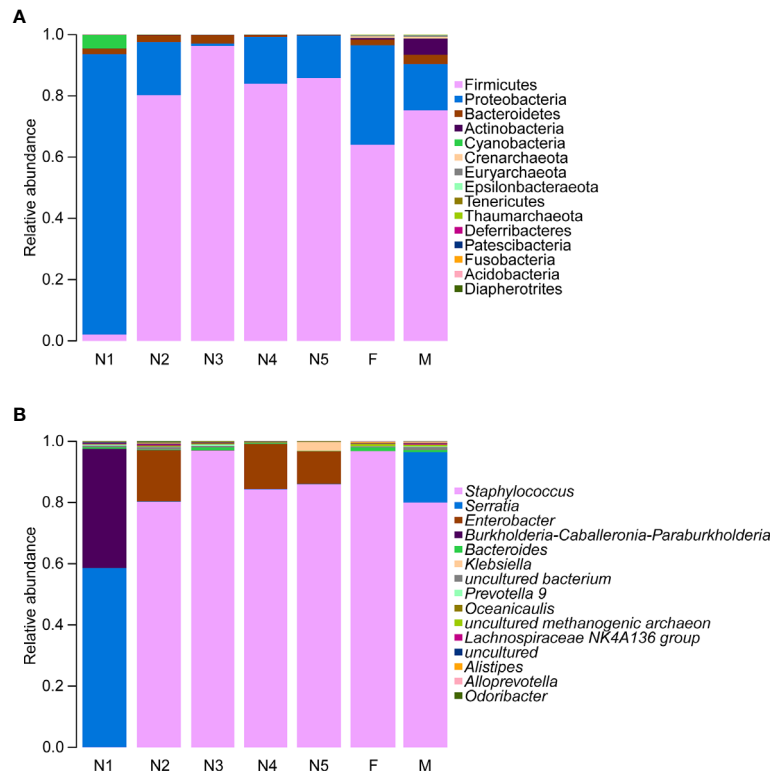 A
1.0
0.8
0.6
0.4
0.2
0.0
Relative abundance
N1 N2 N3 N4 N5 F M
Firmicutes
Proteobacteria
Bacteroidetes
Actinobacteria
Cyanobacteria
Crenarchaeota
Euryarchaeota
Epsilonbacteraeota
Tenericutes
Thaumarchaeota
Deferribacteres
Patescibacteria
Fusobacteria
Acidobacteria
Diapherotrites
B
1.0
0.8
0.6
0.4
0.2
0.0
Relative abundance
N1 N2 N3 N4 N5 F M
Staphylococcus
Serratia
Enterobacter
Burkholderia-Caballeronia-Paraburkholderia
Bacteroides
Klebsiella
uncultured bacterium
Prevotella 9
Oceanicaulis
uncultured methanogenic archaeon
Lachnospiraceae NK4A136 group
uncultured
Alistipes
Alloprevotella
Odoribacter